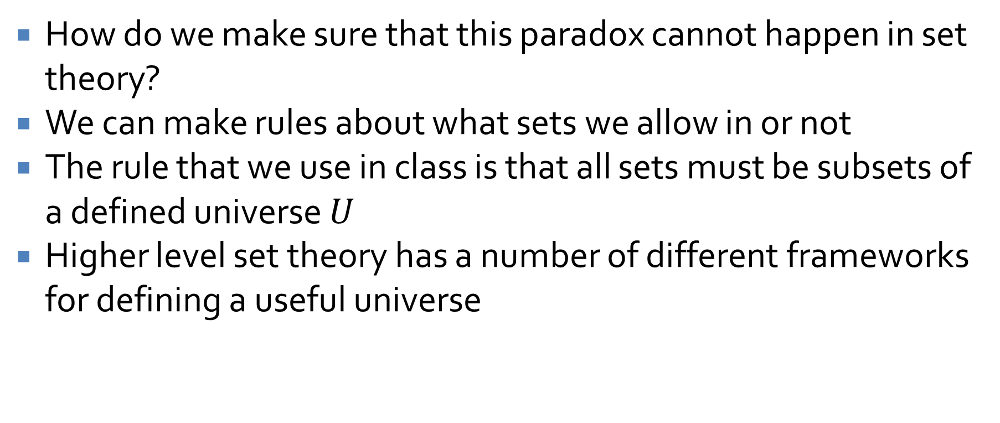 ▪ How do we make sure that this paradox cannot happen in set
theory?
▪ We can make rules about what sets we allow in or not
▪ The rule that we use in class is that all sets must be subsets of
a defined universe U
▪ Higher level set theory has a number of different frameworks
for defining a useful universe